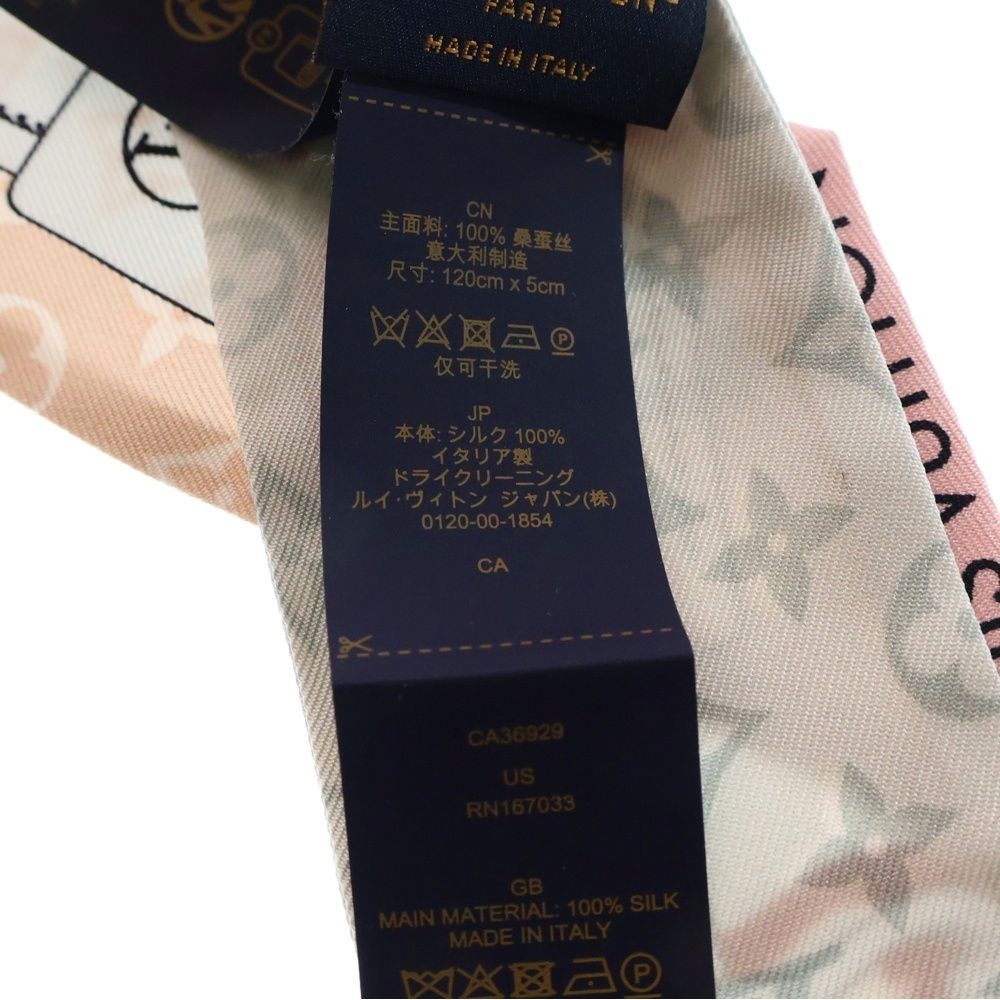 PARIS
MADE IN ITALY
CN
主面料: 100% 桑蚕丝
意大利制造
尺寸: 120cm x 5cm
仅可干洗
JP
本体: シルク 100%
イタリア製
ドライクリーニング
ルイ·ヴィトン ジャパン(株)
0120-00-1854
CA
CA36929
US
RN167033
GB
MAIN MATERIAL: 100% SILK
MADE IN ITALY